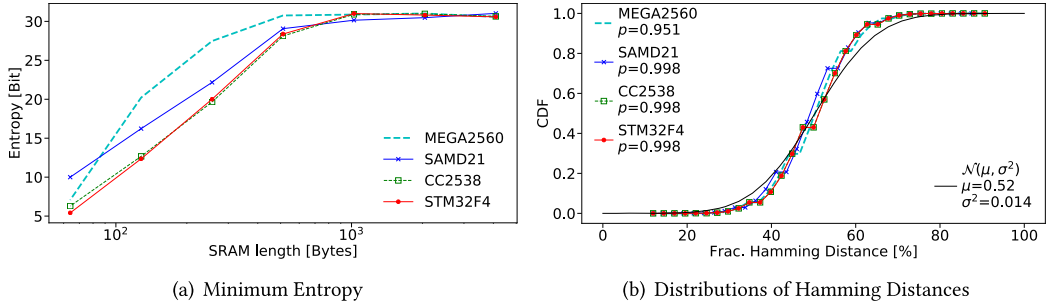 30
25
20
15
10
5
Entropy [Bit]
MEGA2560
SAMD21
CC2538
STM32F4
10²
10³
SRAM length [Bytes]
(a) Minimum Entropy
1.0
0.8
0.6
0.4
0.2
0.0
CDF
MEGA2560
p=0.951
SAMD21
p=0.998
CC2538
p=0.998
STM32F4
p=0.998
𝒩(μ, σ²)
μ=0.52
σ²=0.014
0 20 40 60 80 100
Frac. Hamming Distance [%]
(b) Distributions of Hamming Distances